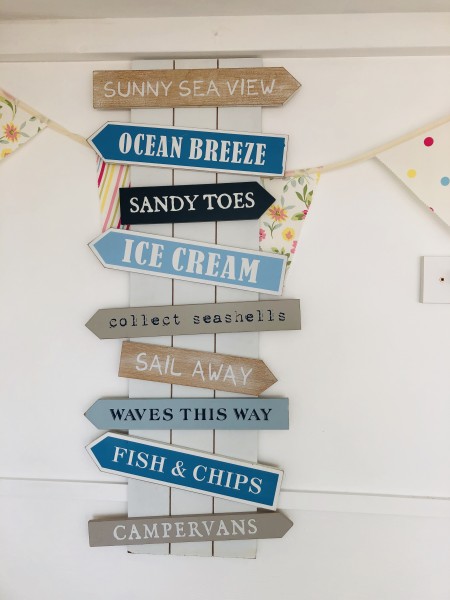 SUNNY SEA VIEW
OCEAN BREEZE
SANDY TOES
ICE CREAM
collect seashells
SAIL AWAY
WAVES THIS WAY
FISH & CHIPS
CAMPERVANS